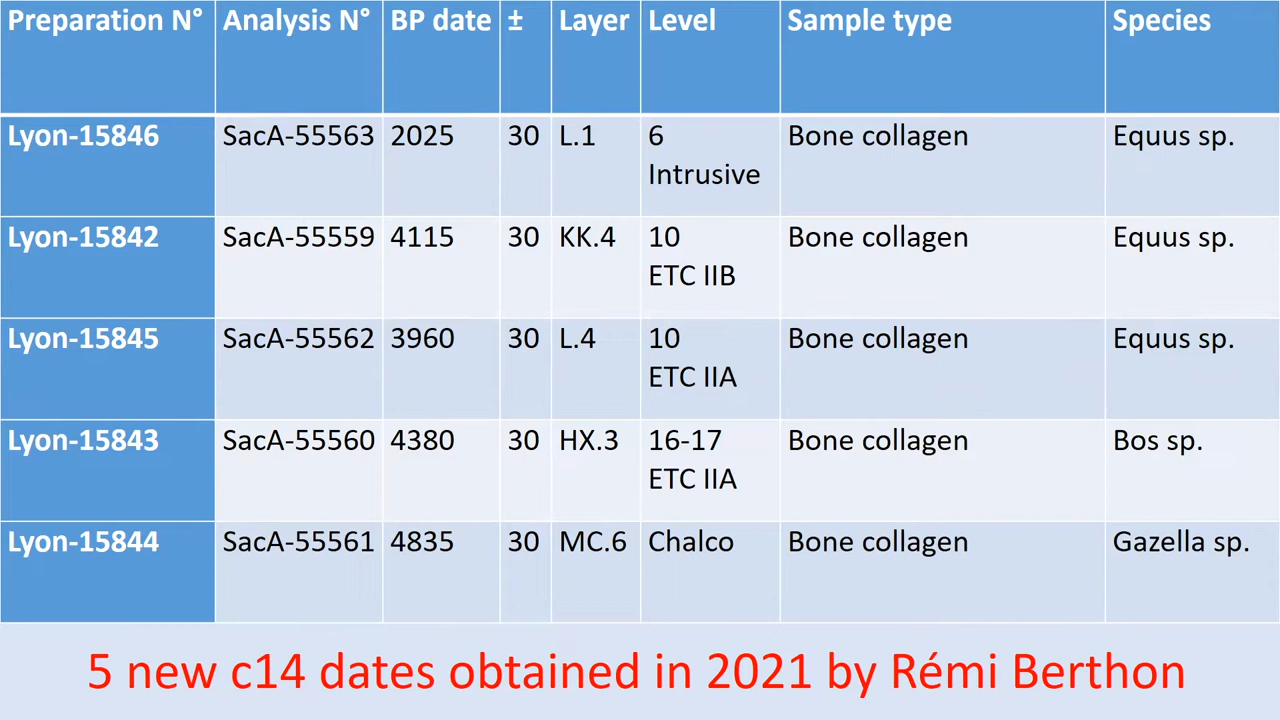 Preparation N° Analysis N° BP date ± Layer Level Sample type Species
Lyon-15846 SacA-55563 2025 30 L.1 6 Bone collagen Equus sp.
Intrusive
Lyon-15842 SacA-55559 4115 30 KK.4 10 Bone collagen Equus sp.
ETC IIB
Lyon-15845 SacA-55562 3960 30 L.4 10 Bone collagen Equus sp.
ETC IIA
Lyon-15843 SacA-55560 4380 30 HX.3 16-17 Bone collagen Bos sp.
ETC IIA
Lyon-15844 SacA-55561 4835 30 MC.6 Chalco Bone collagen Gazella sp.
5 new c14 dates obtained in 2021 by Rémi Berthon